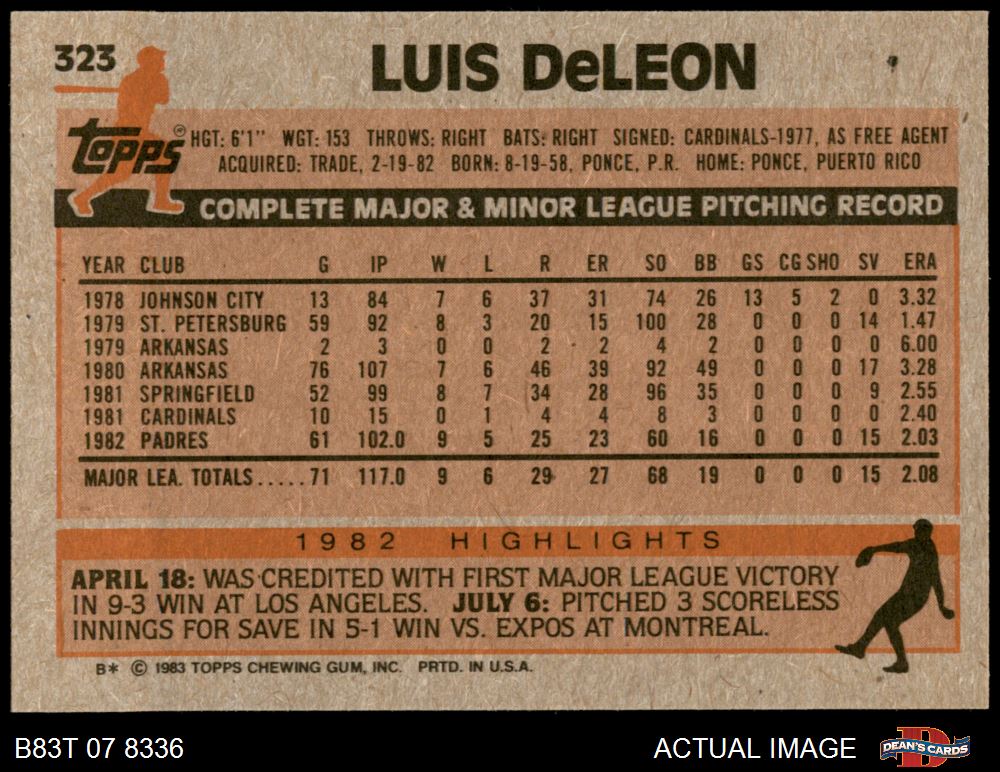 323
LUIS DeLEON
Topps®
HGT: 6'1" WGT: 153 THROWS: RIGHT BATS: RIGHT SIGNED: CARDINALS-1977, AS FREE AGENT
ACQUIRED: TRADE, 2-19-82 BORN: 8-19-58, PONCE, P.R. HOME: PONCE, PUERTO RICO
COMPLETE MAJOR & MINOR LEAGUE PITCHING RECORD
YEAR CLUB G IP W L R ER SO BB GS CG SHO SV ERA
1978 JOHNSON CITY 13 84 7 6 37 31 74 26 13 5 2 0 3.32
1979 ST. PETERSBURG 59 92 8 3 20 15 100 28 0 0 0 14 1.47
1979 ARKANSAS 2 3 0 0 2 2 4 2 0 0 0 0 6.00
1980 ARKANSAS 76 107 7 6 46 39 92 49 0 0 0 17 3.28
1981 SPRINGFIELD 52 99 8 7 34 28 96 35 0 0 0 9 2.55
1981 CARDINALS 10 15 0 1 4 4 8 3 0 0 0 0 2.40
1982 PADRES 61 102.0 9 5 25 23 60 16 0 0 0 15 2.03
MAJOR LEA. TOTALS.....71 117.0 9 6 29 27 68 19 0 0 0 15 2.08
1982 HIGHLIGHTS
APRIL 18: WAS CREDITED WITH FIRST MAJOR LEAGUE VICTORY
IN 9-3 WIN AT LOS ANGELES. JULY 6: PITCHED 3 SCORELESS
INNINGS FOR SAVE IN 5-1 WIN VS. EXPOS AT MONTREAL.
B* © 1983 TOPPS CHEWING GUM, INC. PRTD. IN U.S.A.
B83T 07 8336
ACTUAL IMAGE
D
DEAN'S CARDS